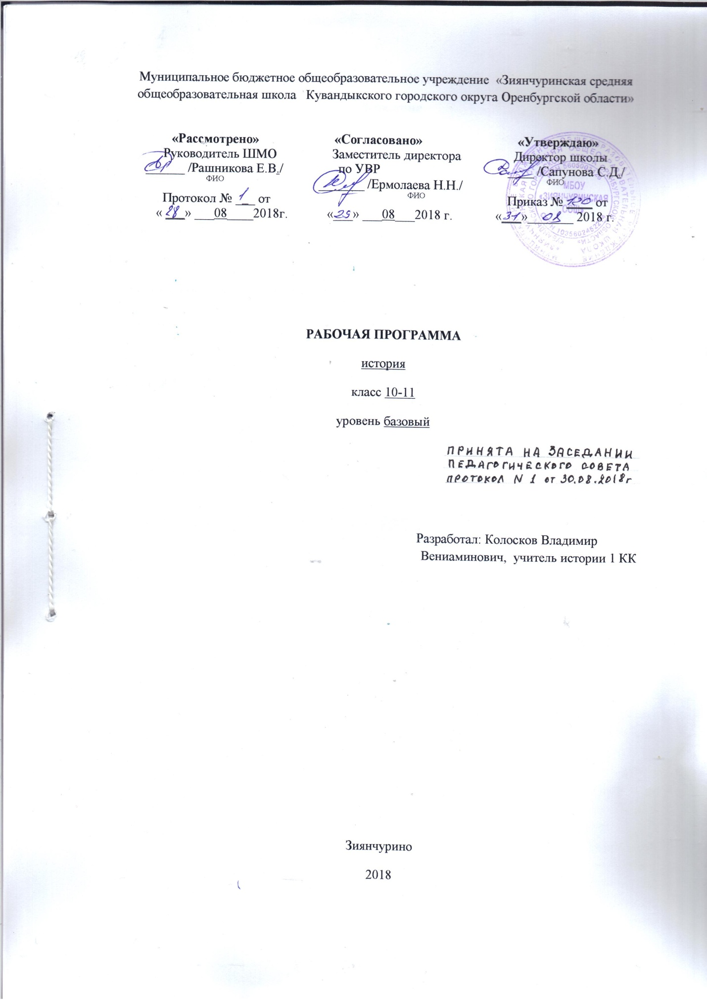 Муниципальное бюджетное общеобразовательное учреждение «Зиянчуринская средняя
общеобразовательная школа Кувандыкского городского округа Оренбургской области»
«Рассмотрено»
Руководитель ШМО
______ /Рашникова Е.В./
ФИО
Протокол № 1 от
«28» ___08____2018г.
«Согласовано»
Заместитель директора
по УВР
_______ /Ермолаева Н.Н./
ФИО
«29» ___08___2018 г.
«Утверждаю»
Директор школы
____ /Сапунова С.Д./
ФИО
Приказ № 120 от
«31» 08 2018 г.
МБОУ
«ЗИЯНЧУРИНСКАЯ
СОШ»
РАБОЧАЯ ПРОГРАММА
история
класс 10-11
уровень базовый
ПРИНЯТА НА ЗАСЕДАНИИ
ПЕДАГОГИЧЕСКОГО СОВЕТА
ПРОТОКОЛ N 1 от 30.08.2018г
Разработал: Колосков Владимир
Вениаминович, учитель истории 1 КК
Зиянчурино
2018